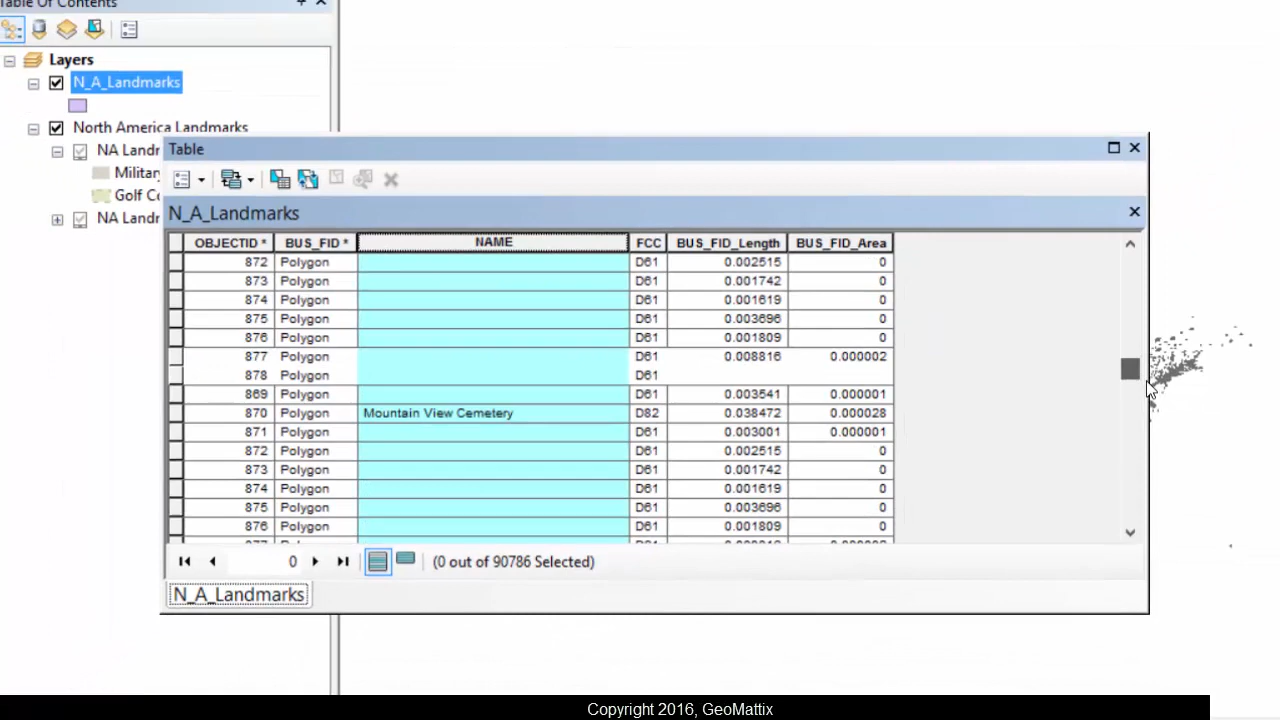 Table Of Contents
Layers
N_A_Landmarks
North America Landmarks
NA Landr
Military
Golf Co
NA Landr
Table
N_A_Landmarks
OBJECTID * BUS_FID * NAME FCC BUS_FID_Length BUS_FID_Area
872 Polygon D61 0.002515 0
873 Polygon D61 0.001742 0
874 Polygon D61 0.001619 0
875 Polygon D61 0.003696 0
876 Polygon D61 0.001809 0
877 Polygon D61 0.008816 0.000002
878 Polygon D61
869 Polygon D61 0.003541 0.000001
870 Polygon Mountain View Cemetery D82 0.038472 0.000028
871 Polygon D61 0.003001 0.000001
872 Polygon D61 0.002515 0
873 Polygon D61 0.001742 0
874 Polygon D61 0.001619 0
875 Polygon D61 0.003696 0
876 Polygon D61 0.001809 0
0 (0 out of 90786 Selected)
N_A_Landmarks
Copyright 2016, GeoMattix